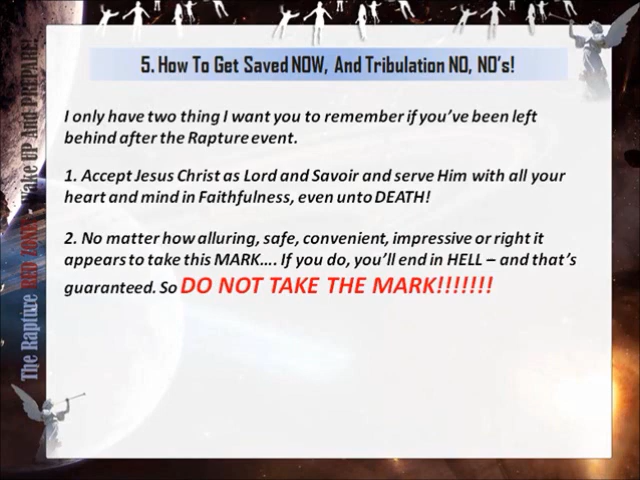 5. How To Get Saved NOW, And Tribulation NO, NO's!
I only have two thing I want you to remember if you've been left
behind after the Rapture event.
1. Accept Jesus Christ as Lord and Savoir and serve Him with all your
heart and mind in Faithfulness, even unto DEATH!
2. No matter how alluring, safe, convenient, impressive or right it
appears to take this MARK.... If you do, you'll end in HELL – and that's
guaranteed. So DO NOT TAKE THE MARK!!!!!!!
The Rapture RED ZONE - Wake UP And PREPARE!